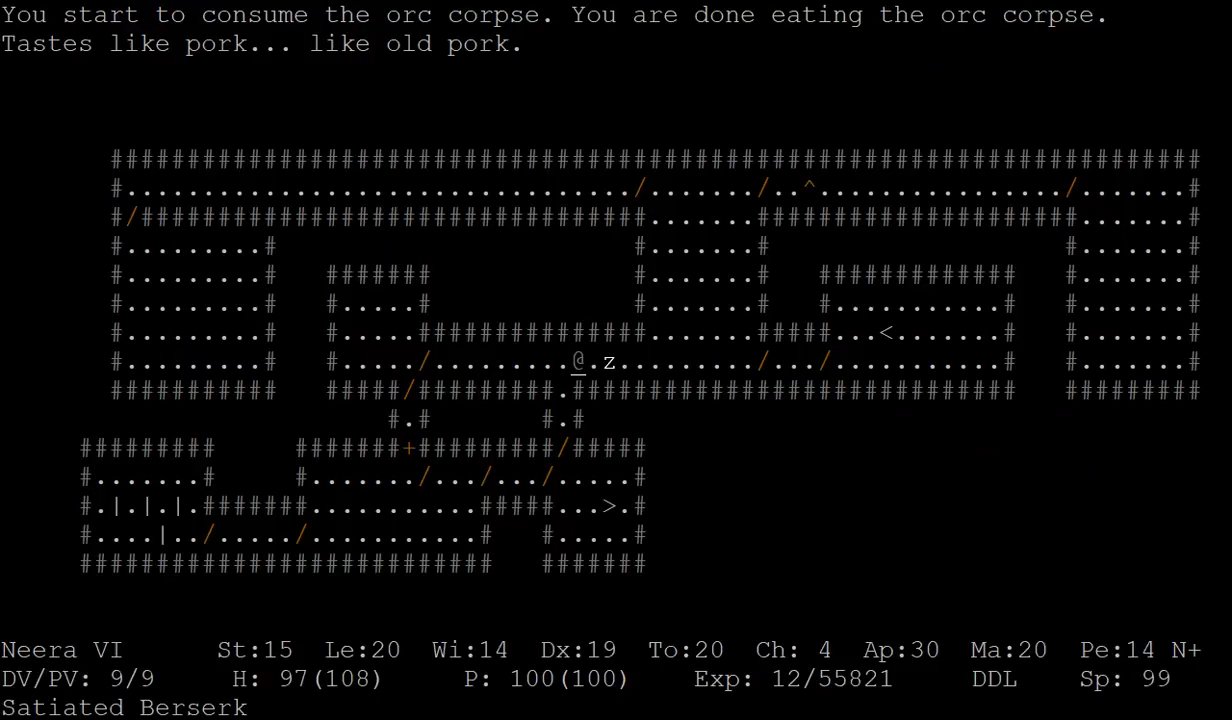 You start to consume the orc corpse. You are done eating the orc corpse.
Tastes like pork... like old pork.
#######################################################################
#................................./......./..^................/.......#
#/#################################.......#####################.......#
#.........#                       #.......#                   #.......#
#.........#   #######             #.......#   #############   #.......#
#.........#   #.....#             #.......#   #...........#   #.......#
#.........#   #.....###############.......#####...<.......#   #.......#
#.........#   #...../.........@.z........./.../...........#   #.......#
###########   #####/#########.#############################   #########
#.#       #.#
#########     #######+#########/#####
#.......#     #......./.../.../.....#
#.|.|.|.#######...........#####...>.#
#....|../...../...........#   #.....#
###########################   #######
Neera VI      St:15  Le:20  Wi:14  Dx:19  To:20  Ch: 4  Ap:30  Ma:20  Pe:14 N+
DV/PV: 9/9     H: 97(108)     P: 100(100)    Exp: 12/55821     DDL    Sp: 99
Satiated Berserk